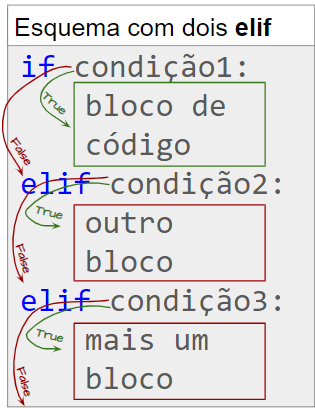 Esquema com dois elif
if condição1:
True
bloco de
código
False
elif condição2:
True
outro
bloco
False
elif condição3:
True
mais um
bloco
False